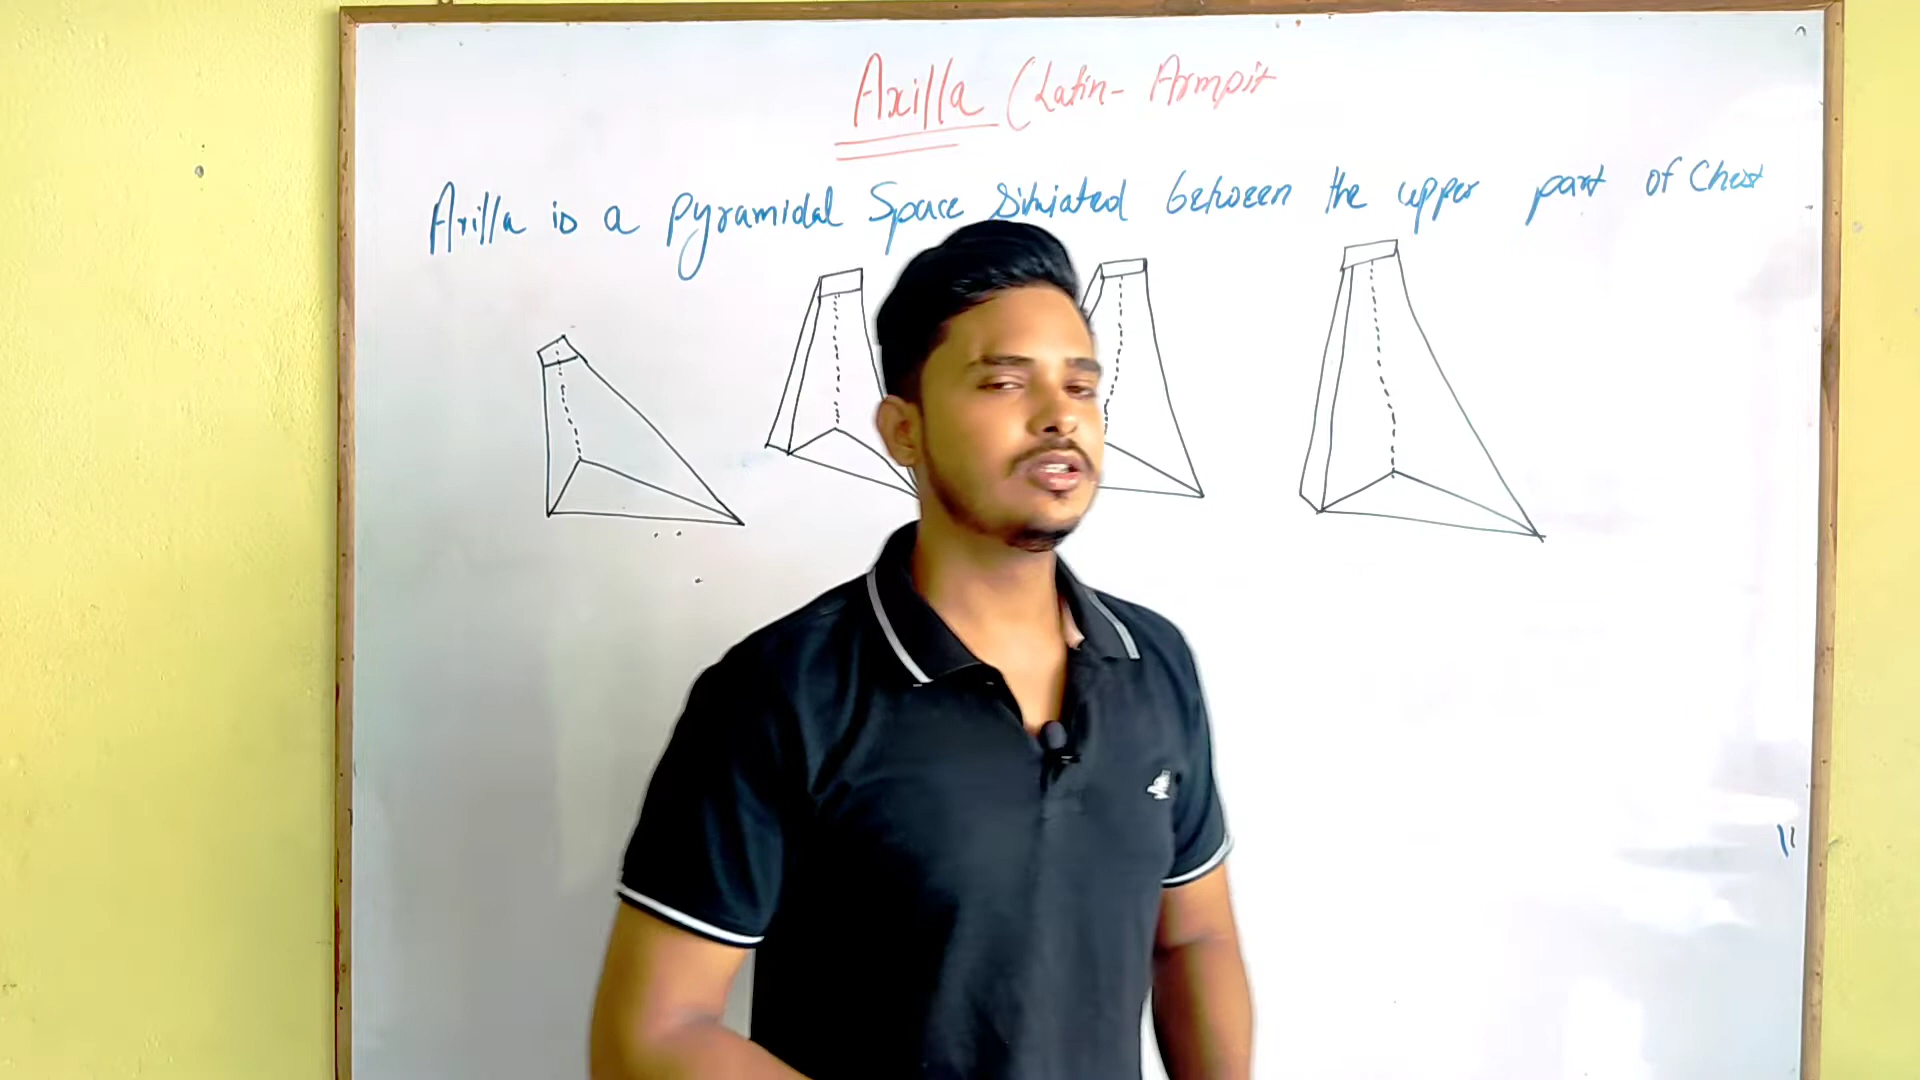 Axilla (Latin- Armpit
Axilla is a pyramidal Space Situated between the upper part of Chest